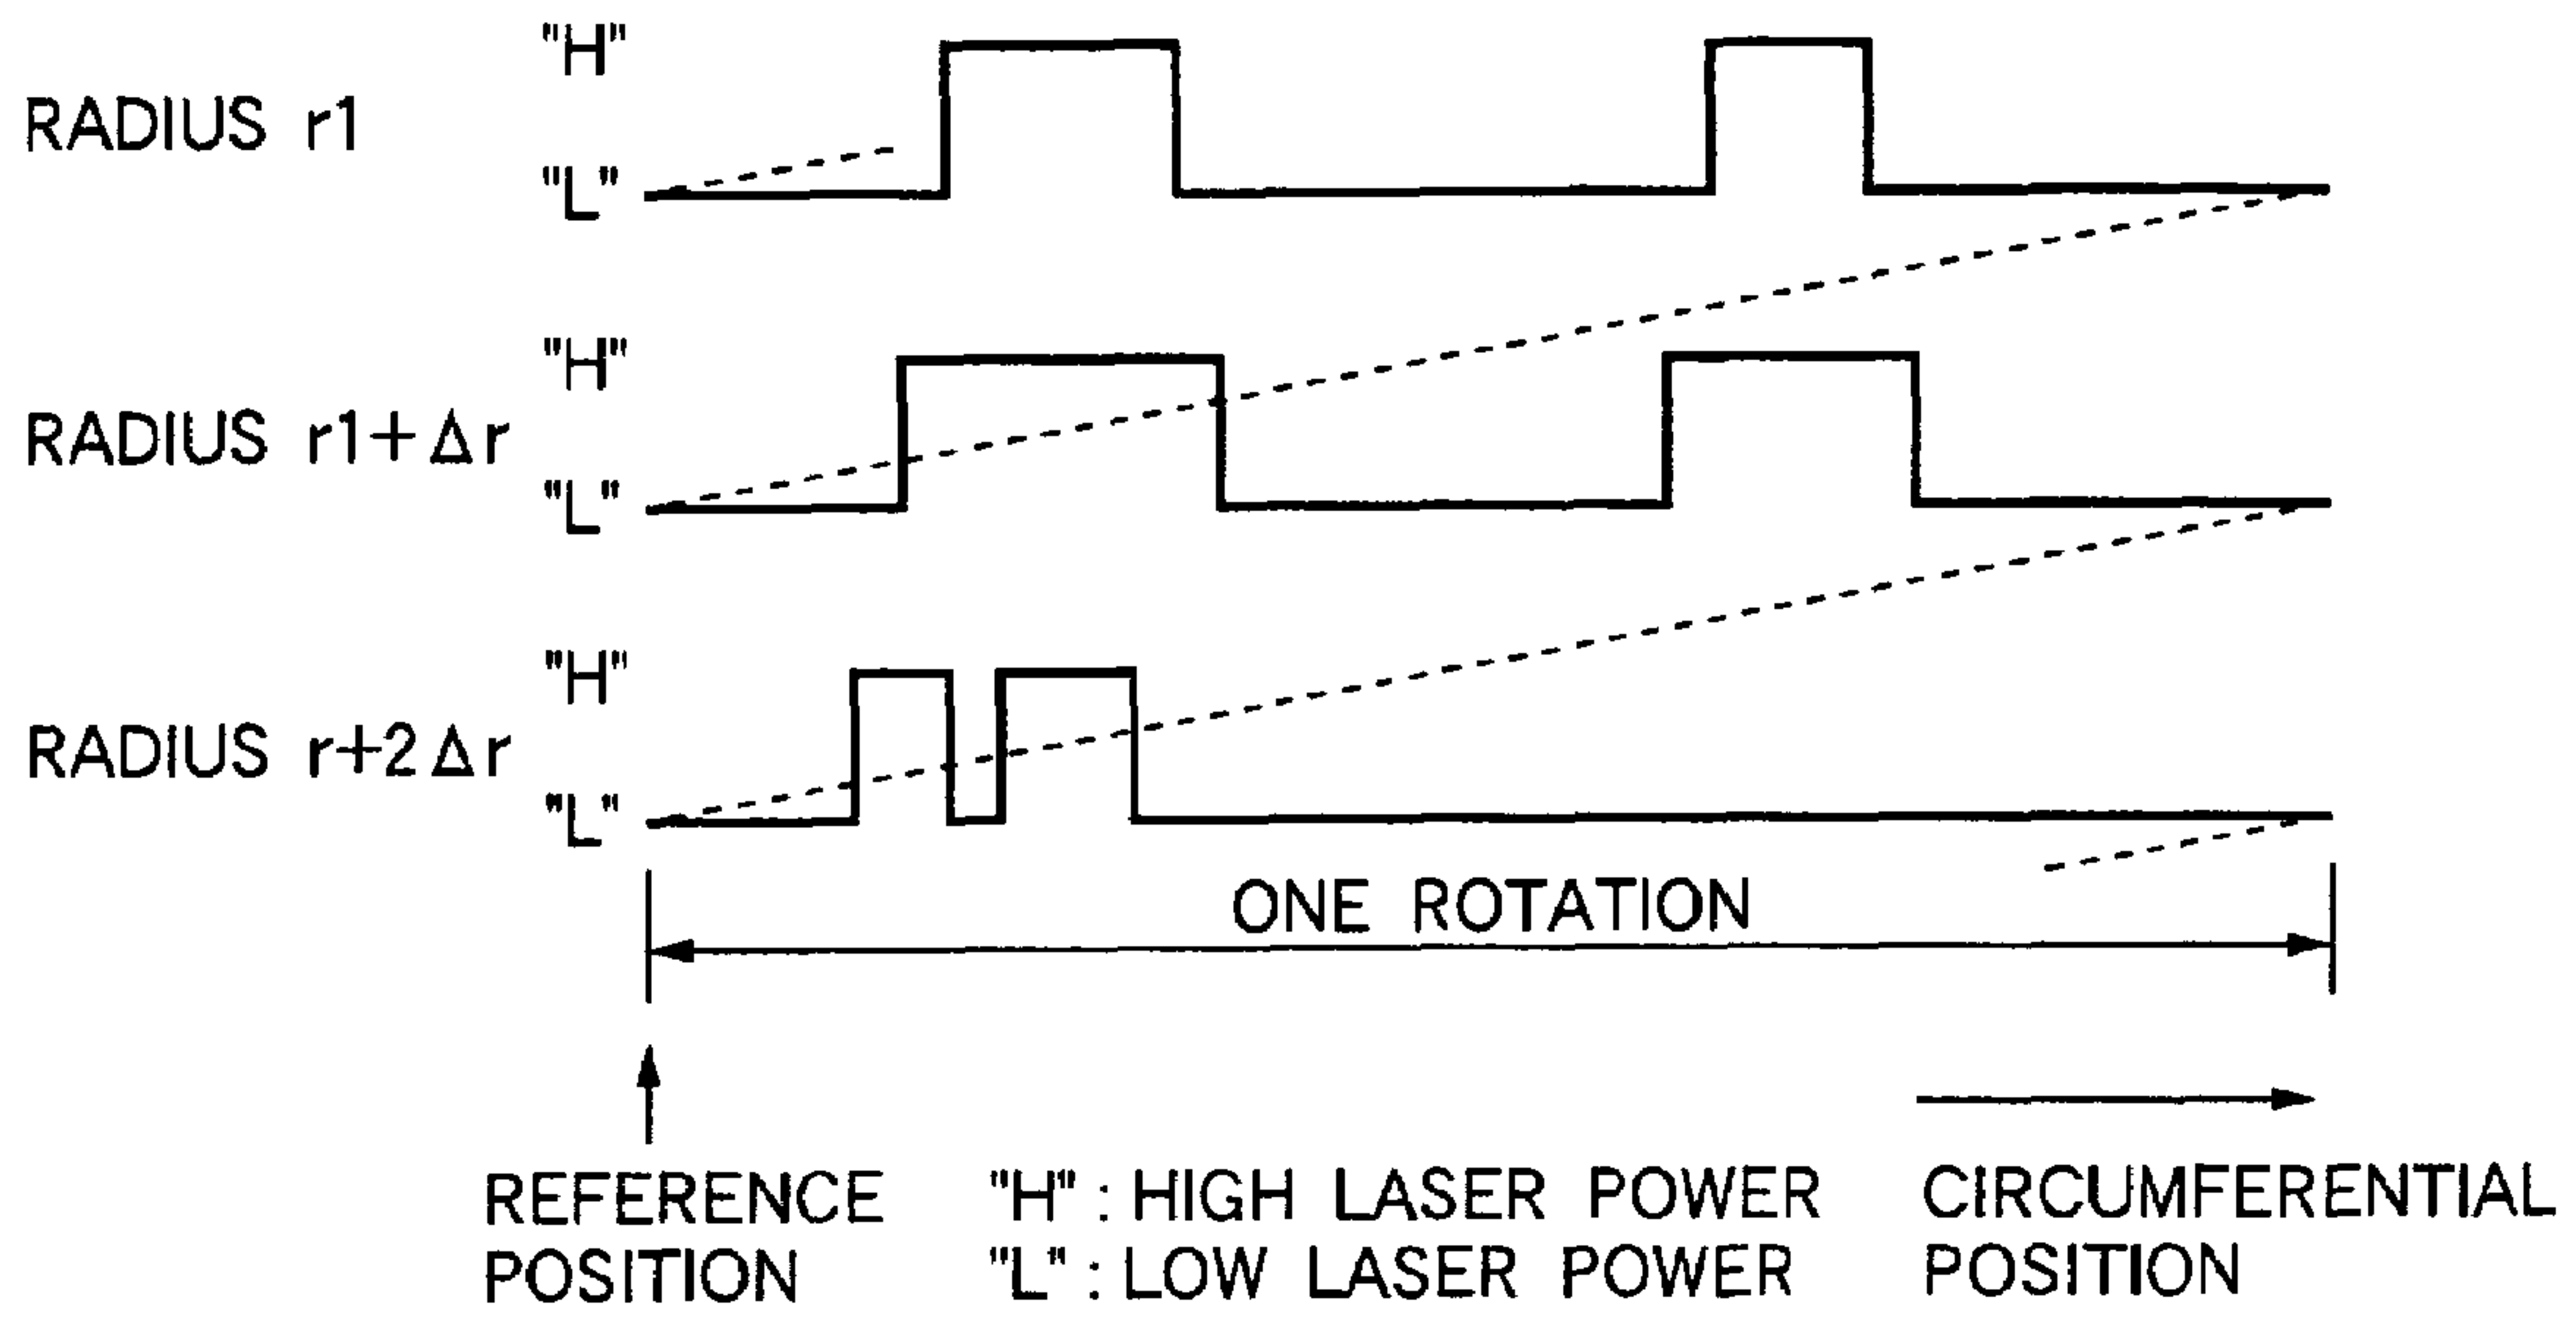 "H"
RADIUS r1
"L"
"H"
RADIUS r1+Δr
"L"
"H"
RADIUS r+2Δr
"L"
ONE ROTATION
REFERENCE POSITION
"H" : HIGH LASER POWER
"L" : LOW LASER POWER
CIRCUMFERENTIAL POSITION